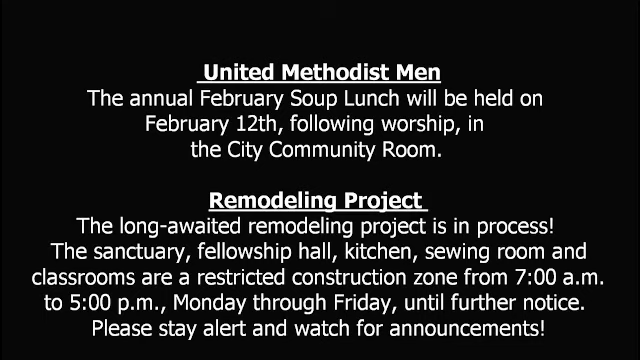 United Methodist Men
The annual February Soup Lunch will be held on
February 12th, following worship, in
the City Community Room.
Remodeling Project
The long-awaited remodeling project is in process!
The sanctuary, fellowship hall, kitchen, sewing room and
classrooms are a restricted construction zone from 7:00 a.m.
to 5:00 p.m., Monday through Friday, until further notice.
Please stay alert and watch for announcements!